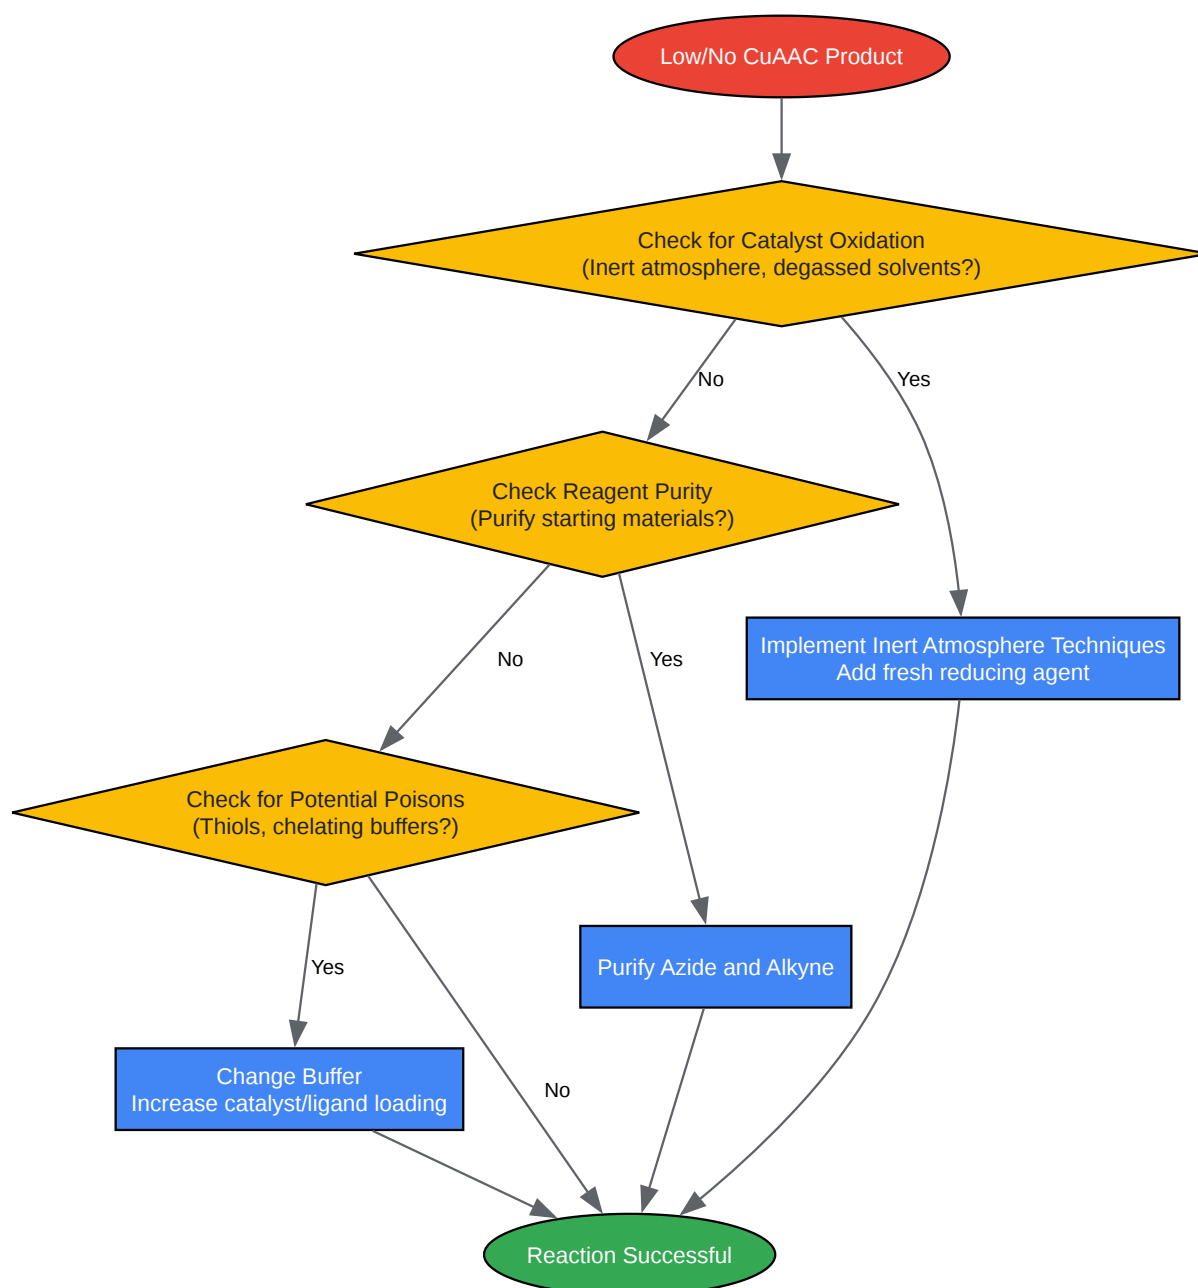 Low/No CuAAC Product
Check for Catalyst Oxidation
(Inert atmosphere, degassed solvents?)
No
Yes
Check Reagent Purity
(Purify starting materials?)
No
Yes
Implement Inert Atmosphere Techniques
Add fresh reducing agent
Check for Potential Poisons
(Thiols, chelating buffers?)
Yes
Purify Azide and Alkyne
Change Buffer
Increase catalyst/ligand loading
No
Reaction Successful